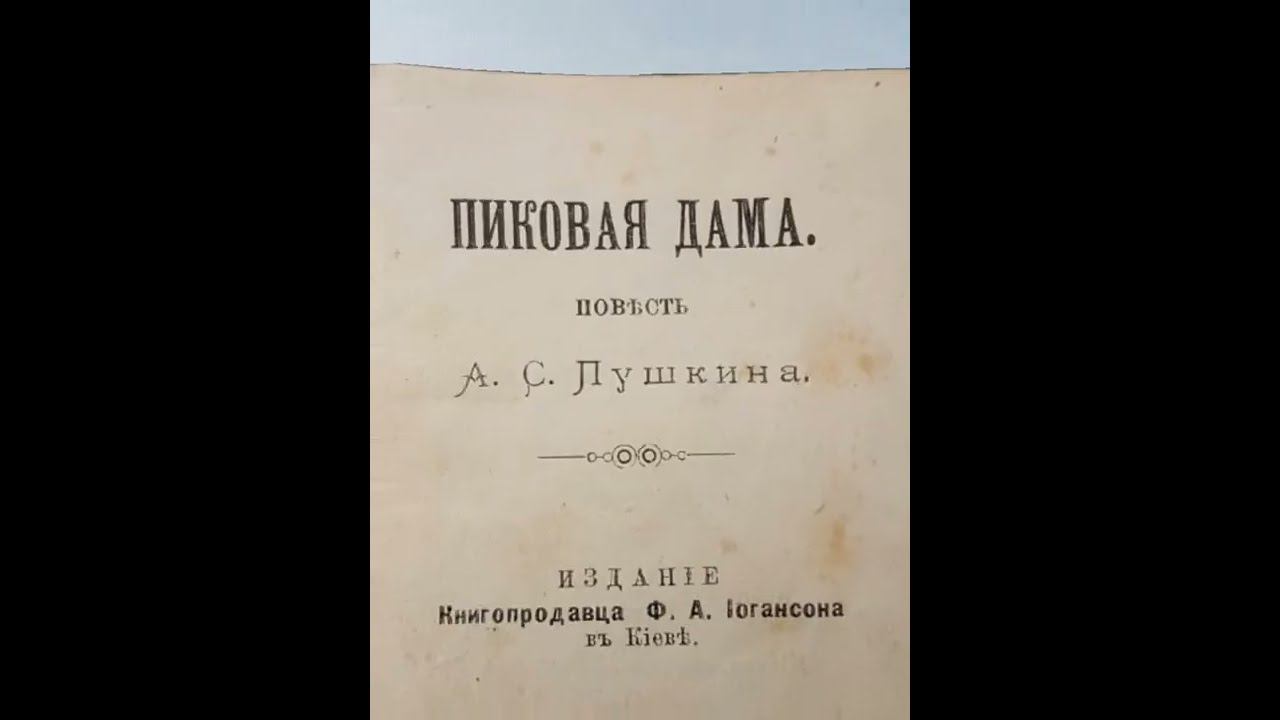 ПИКОВАЯ ДАМА.
ПОВѢСТЬ
А. С. Пушкина.
ИЗДАНІЕ
Книгопродавца Ф. А. Іогансона
въ Кіевѣ.